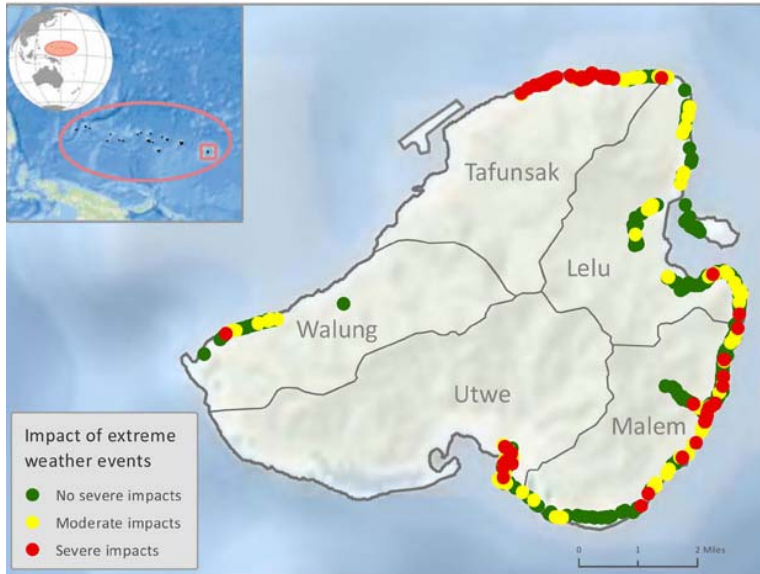 Tafunsak
Lelu
Walung
Utwe
Malem
Impact of extreme
weather events
No severe impacts
Moderate impacts
Severe impacts
0 1 2 Miles